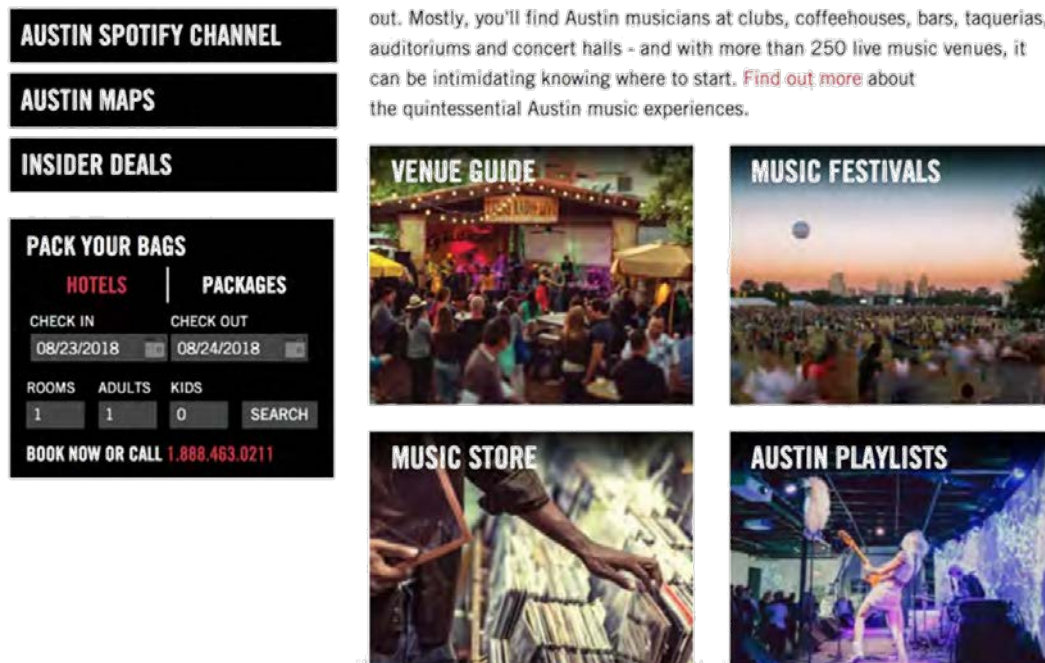 AUSTIN SPOTIFY CHANNEL
AUSTIN MAPS
INSIDER DEALS
PACK YOUR BAGS
HOTELS
PACKAGES
CHECK IN
CHECK OUT
08/23/2018
08/24/2018
ROOMS
ADULTS
KIDS
1
1
0
SEARCH
BOOK NOW OR CALL 1.888.463.0211
out. Mostly, you'll find Austin musicians at clubs, coffeehouses, bars, taquerias,
auditoriums and concert halls - and with more than 250 live music venues, it
can be intimidating knowing where to start. Find out more about
the quintessential Austin music experiences.
VENUE GUIDE
MUSIC FESTIVALS
MUSIC STORE
AUSTIN PLAYLISTS